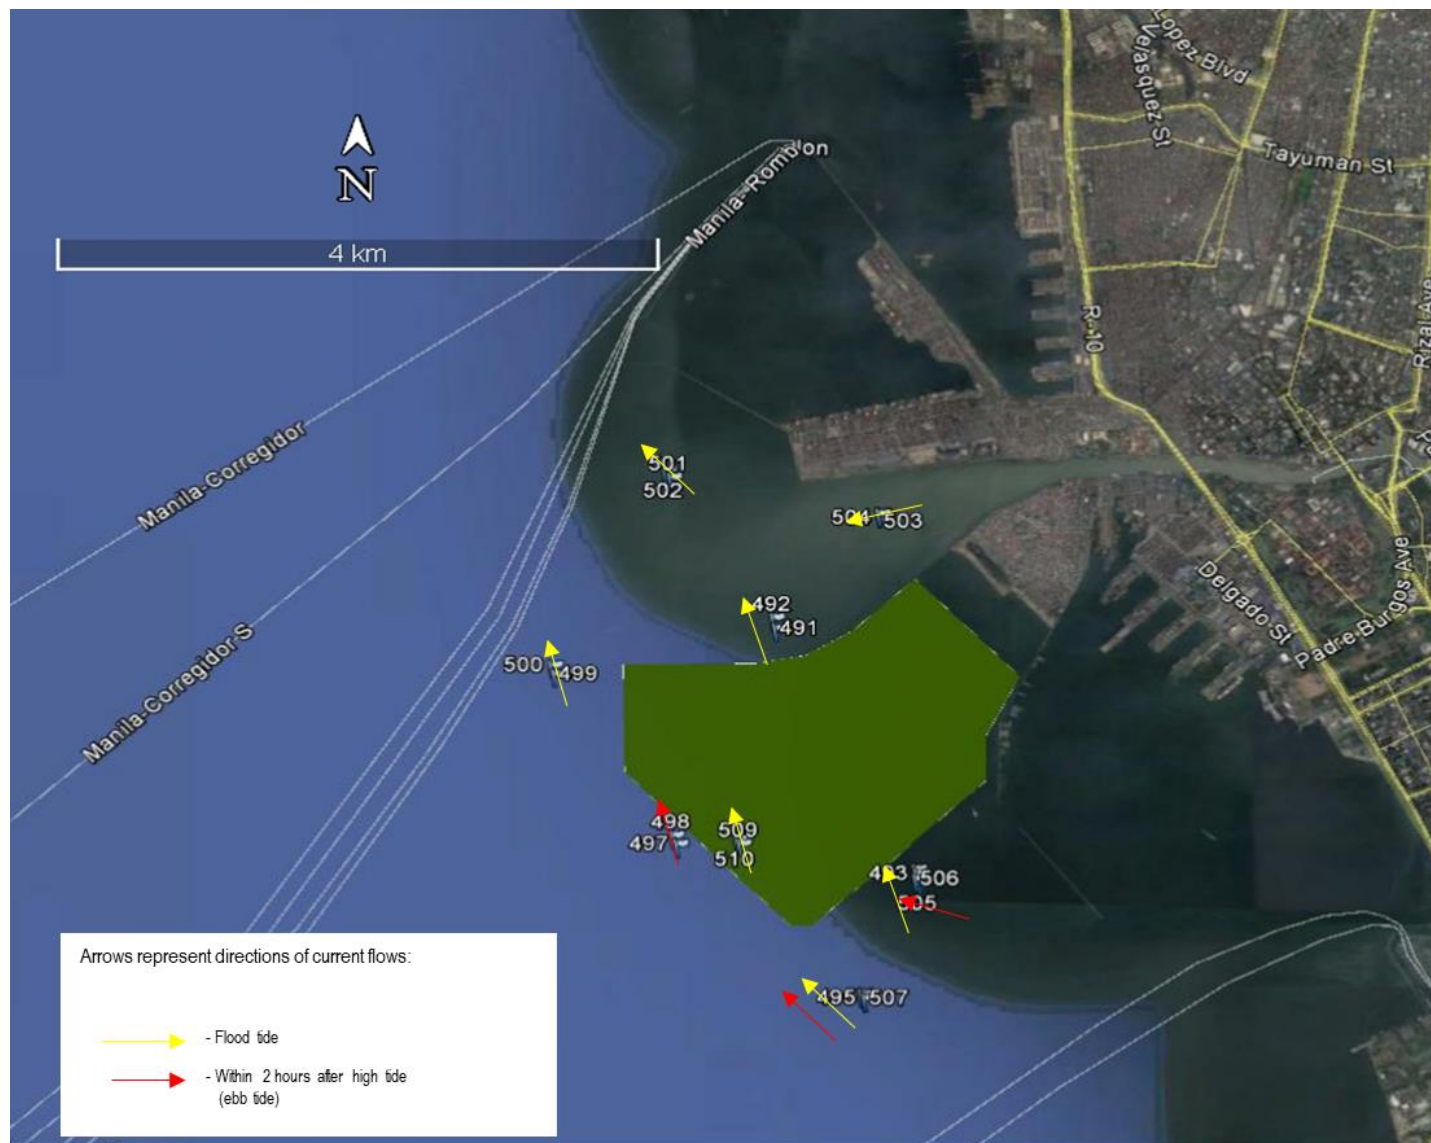 Lopez Blvd
Velasquez St
Tayuman St
Manila- Romblon
N
4 km
R-10
Rizal Ave
Manila-Corregidor
501
502
504
503
492
491
Delgado St
Padre Burgos Ave
Manila-Corregidor S
500
499
498
497
509
510
493
506
505
495
507
Arrows represent directions of current flows:
- Flood tide
- Within 2 hours after high tide
(ebb tide)